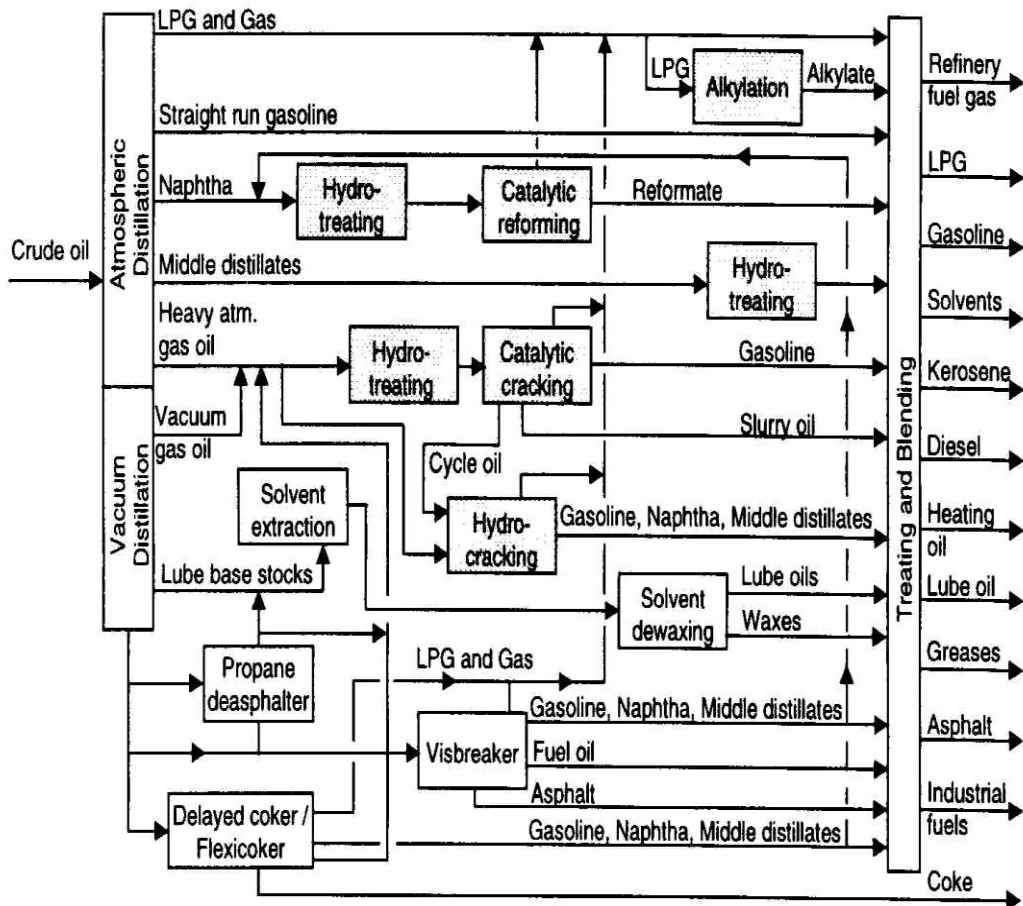 LPG and Gas
LPG
Alkylation
Alkylate
Refinery
fuel gas
Straight run gasoline
LPG
Naphtha
Hydro-
treating
Catalytic
reforming
Reformate
Gasoline
Crude oil
Atmospheric
Distillation
Middle distillates
Hydro-
treating
Solvents
Heavy atm.
gas oil
Hydro-
treating
Catalytic
cracking
Gasoline
Kerosene
Vacuum
gas oil
Slurry oil
Diesel
Cycle oil
Vacuum
Distillation
Solvent
extraction
Hydro-
cracking
Gasoline, Naphtha, Middle distillates
Treating and Blending
Heating
oil
Lube base stocks
Solvent
dewaxing
Lube oils
Waxes
Lube oil
Propane
deasphalter
LPG and Gas
Greases
Visbreaker
Gasoline, Naphtha, Middle distillates
Fuel oil
Asphalt
Asphalt
Delayed coker /
Flexicoker
Gasoline, Naphtha, Middle distillates
Industrial
fuels
Coke